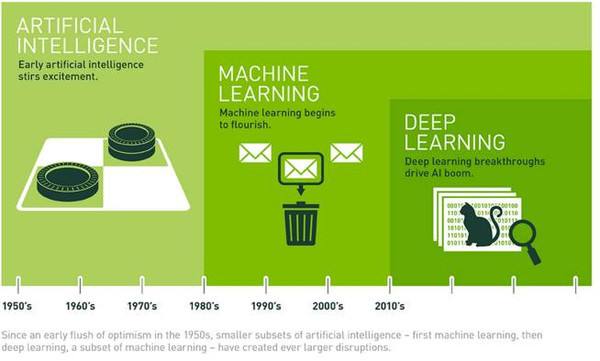 ARTIFICIAL
INTELLIGENCE
Early artificial intelligence
stirs excitement.
MACHINE
LEARNING
Machine learning begins
to flourish.
DEEP
LEARNING
Deep learning breakthroughs
drive AI boom.
1950's 1960's 1970's 1980's 1990's 2000's 2010's
Since an early flush of optimism in the 1950s, smaller subsets of artificial intelligence – first machine learning, then
deep learning, a subset of machine learning – have created ever larger disruptions.